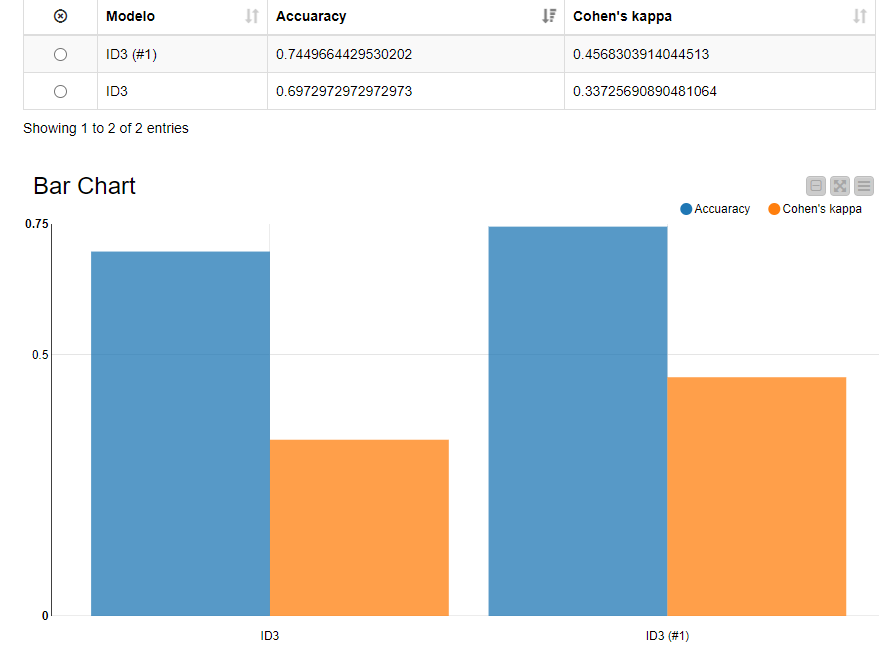 Modelo Accuaracy Cohen's kappa
ID3 (#1) 0.7449664429530202 0.4568303914044513
ID3 0.6972972972972973 0.33725690890481064
Showing 1 to 2 of 2 entries
Bar Chart
Accuaracy Cohen's kappa
0.75
0.5
0
ID3 ID3 (#1)